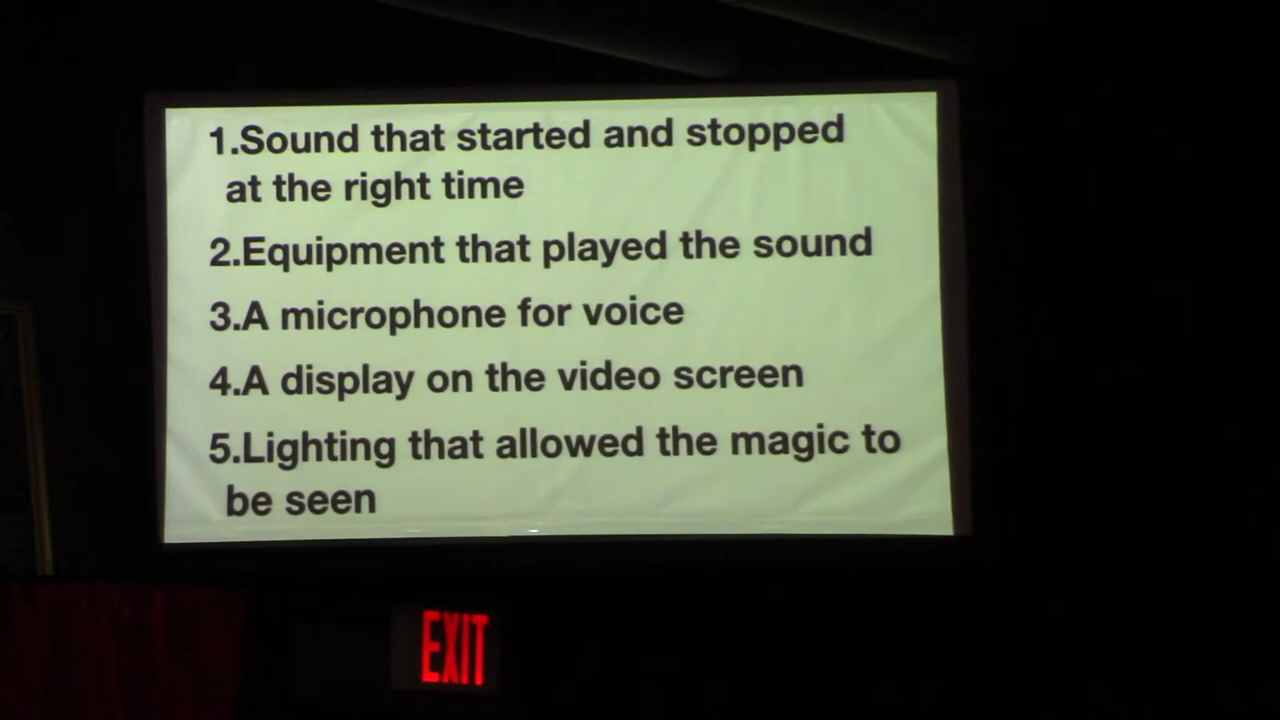 1.Sound that started and stopped
at the right time
2.Equipment that played the sound
3.A microphone for voice
4.A display on the video screen
5.Lighting that allowed the magic to
be seen
EXIT